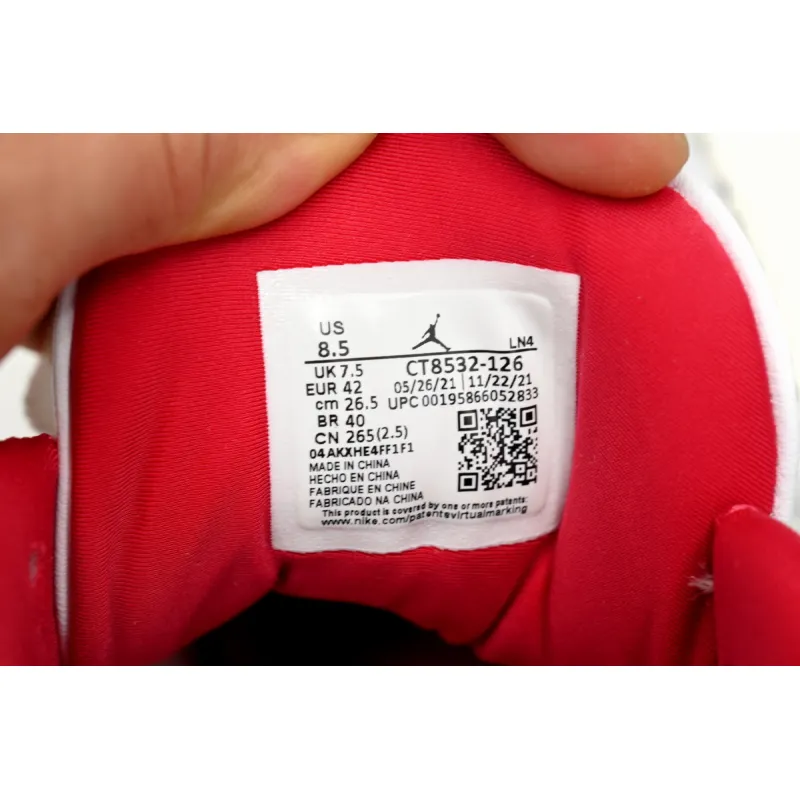 US
8.5
LN4
UK 7.5
CT8532-126
EUR 42
05/26/21 | 11/22/21
cm 26.5
UPC 00195866052833
BR 40
CN 265(2.5)
04AKXHE4FF1F1
MADE IN CHINA
HECHO EN CHINA
FABRIQUE EN CHINE
FABRICADO NA CHINA
This product is covered by one or more patents:
www.nike.com/patentsvirtualmarking